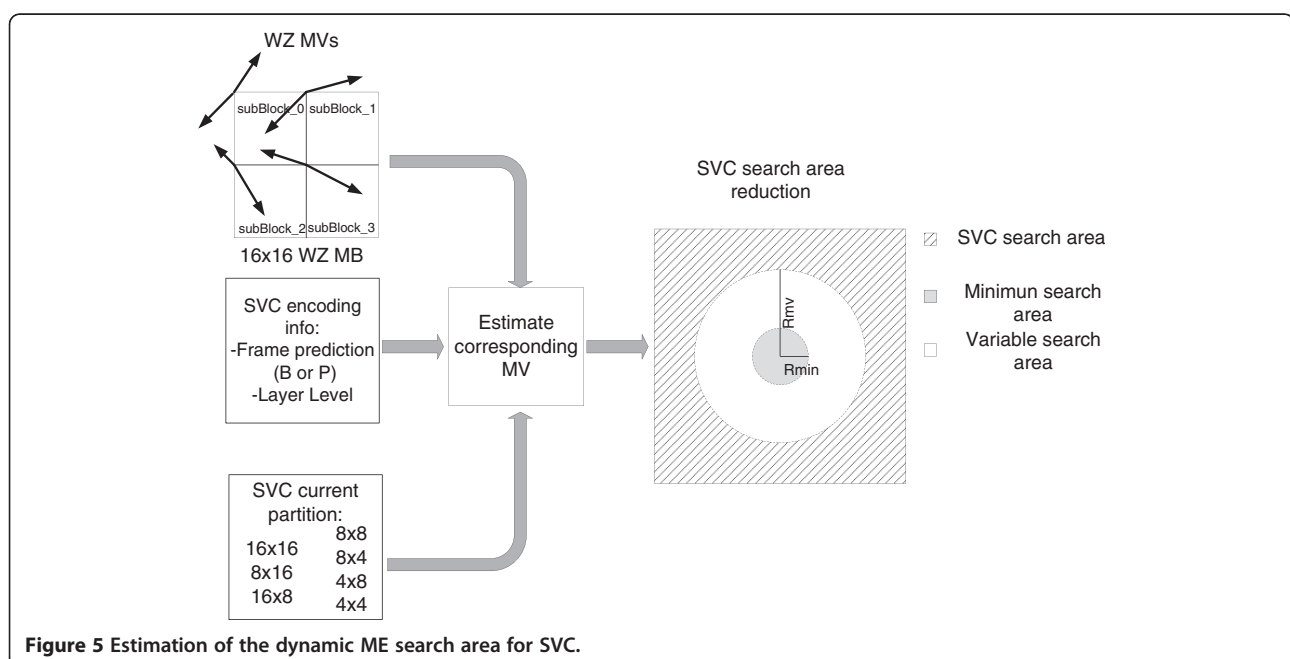 WZ MVs
subBlock_0 subBlock_1
subBlock_2 subBlock_3
16x16 WZ MB
SVC encoding
info:
-Frame prediction
(B or P)
-Layer Level
SVC current
partition:
16x16
8x16
16x8
8x8
8x4
4x8
4x4
Estimate
corresponding
MV
SVC search area
reduction
Rmv
Rmin
SVC search area
Minimun search
area
Variable search
area
Figure 5 Estimation of the dynamic ME search area for SVC.